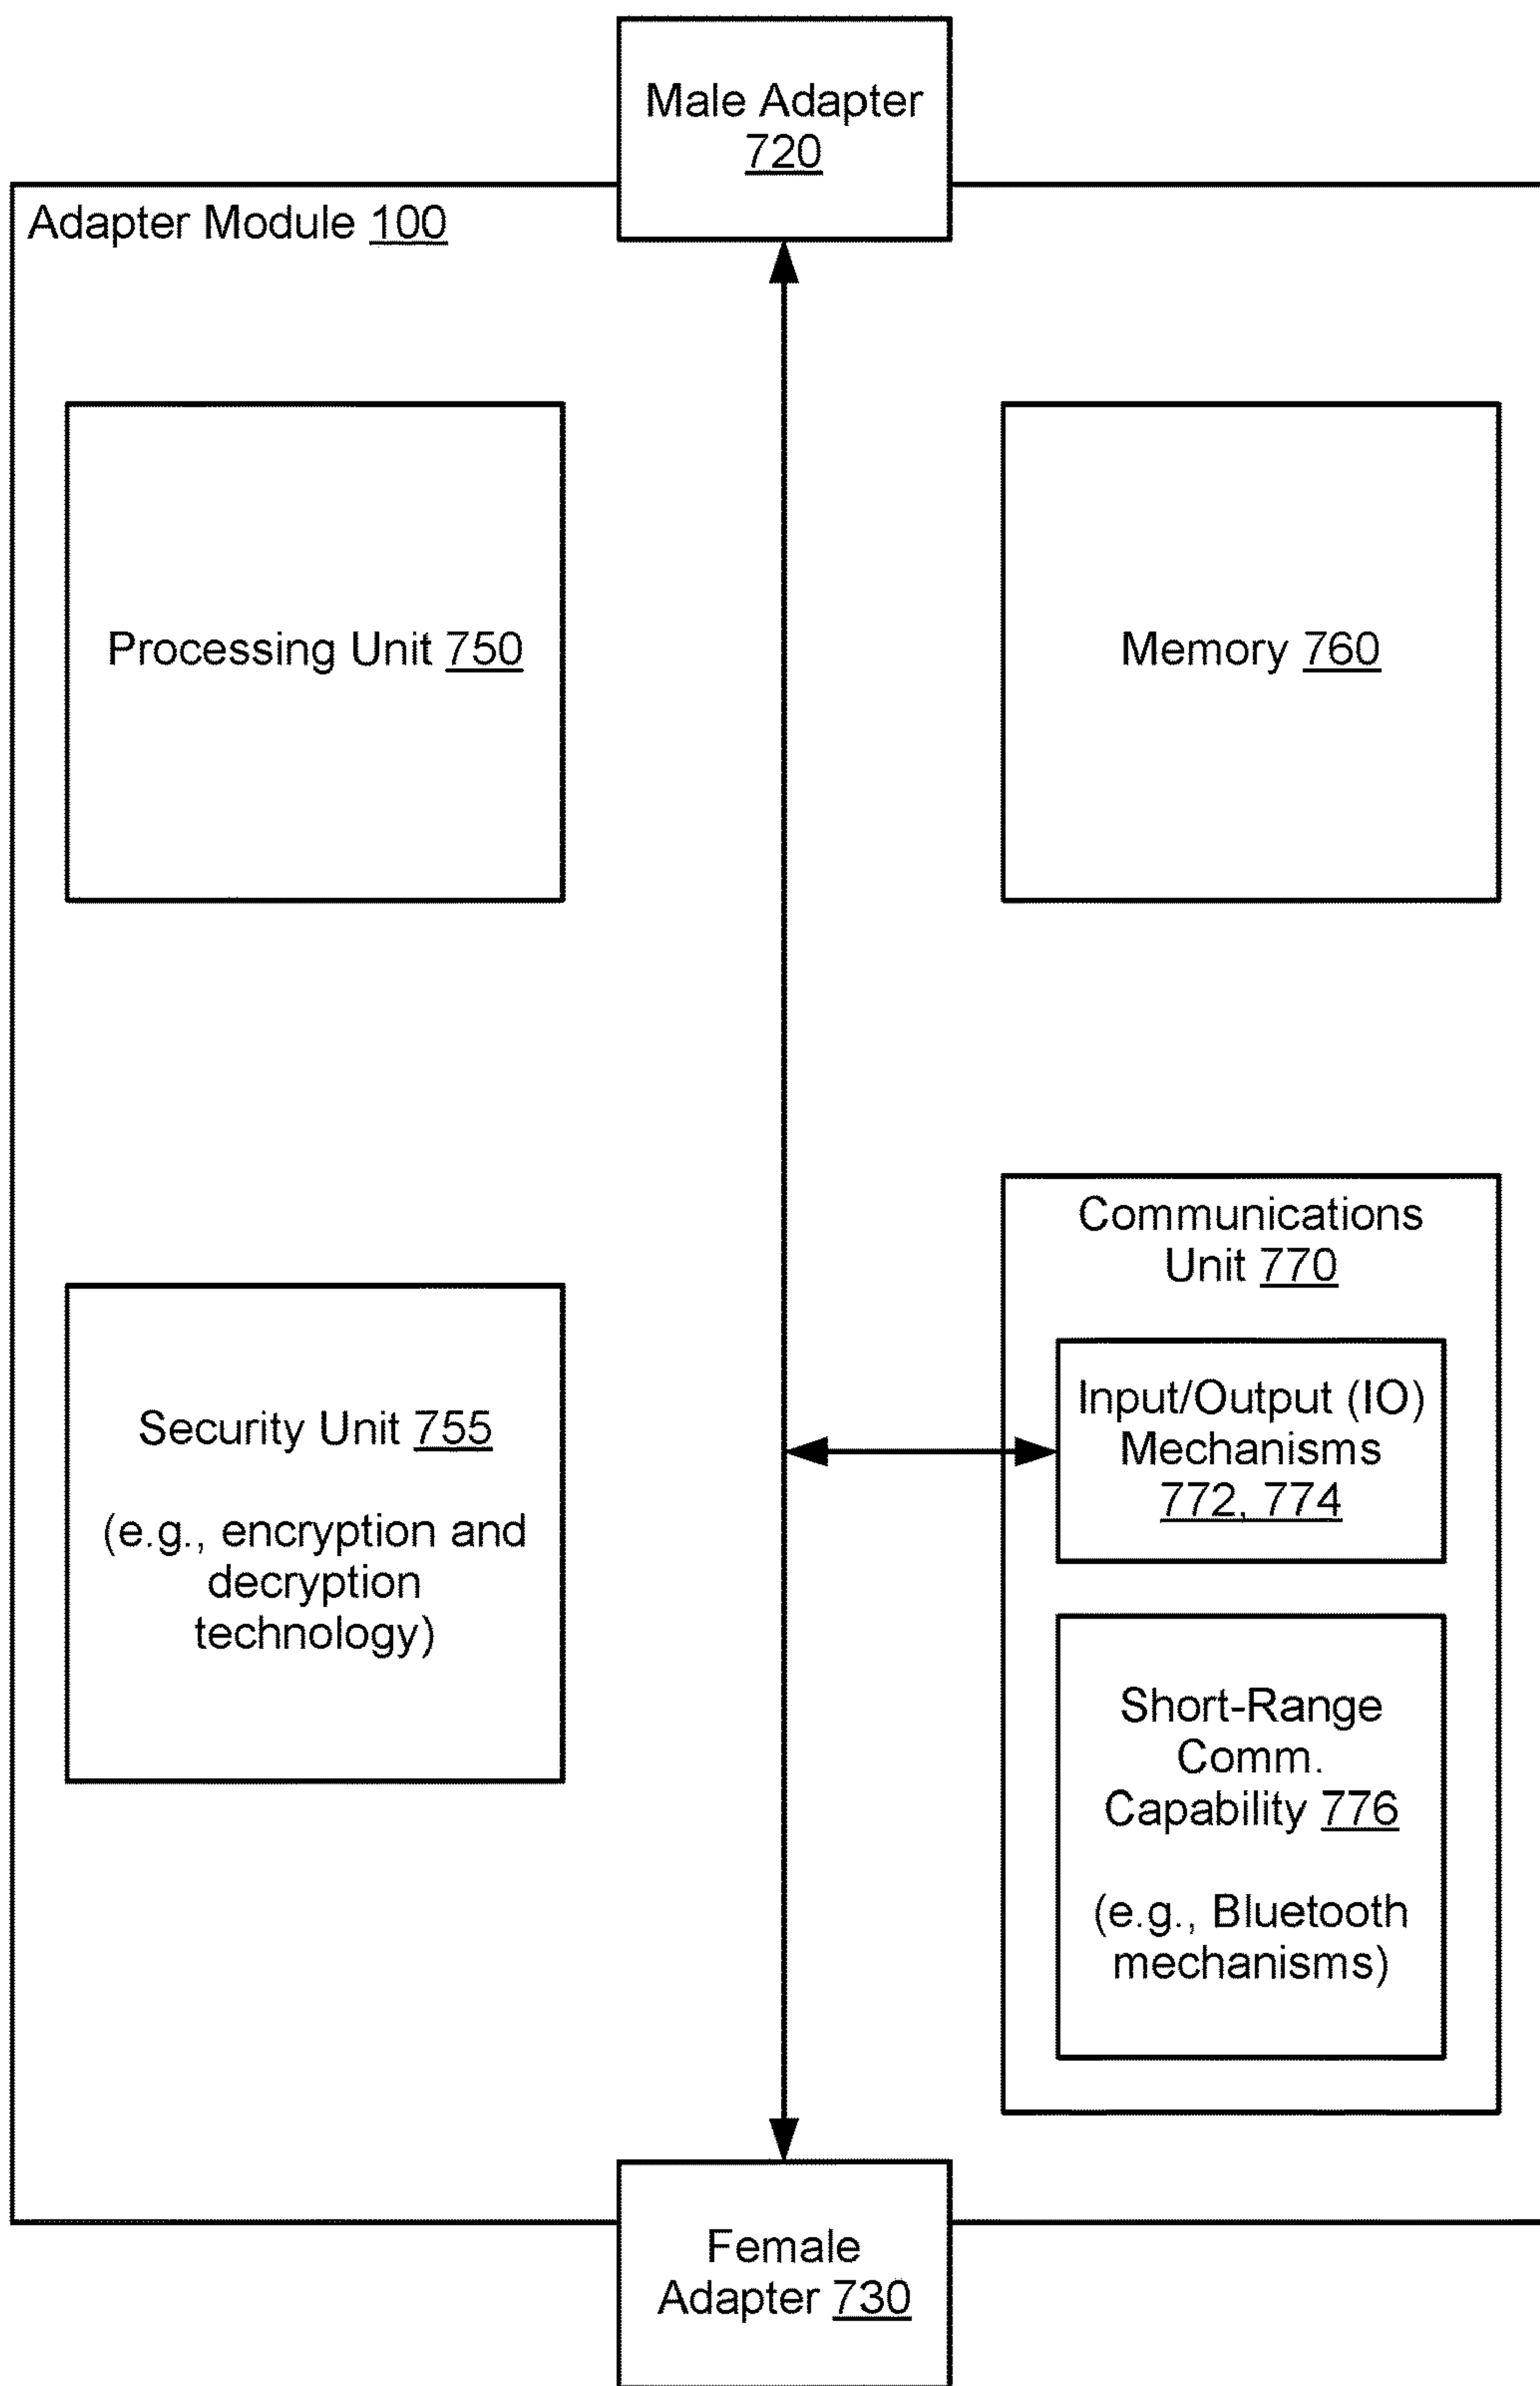 Male Adapter
720
Adapter Module 100
Processing Unit 750
Memory 760
Communications
Unit 770
Input/Output (IO)
Mechanisms
772, 774
Security Unit 755
(e.g., encryption and
decryption
technology)
Short-Range
Comm.
Capability 776
(e.g., Bluetooth
mechanisms)
Female
Adapter 730